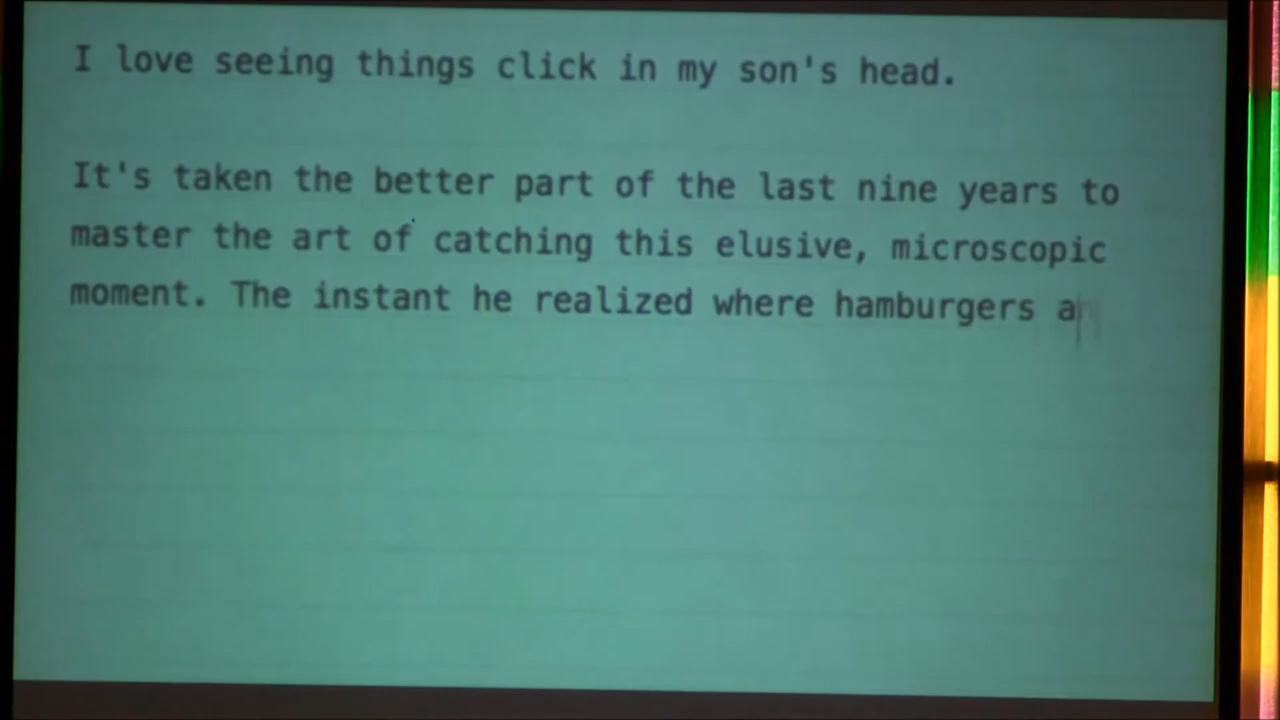 I love seeing things click in my son's head.
It's taken the better part of the last nine years to
master the art of catching this elusive, microscopic
moment. The instant he realized where hamburgers a